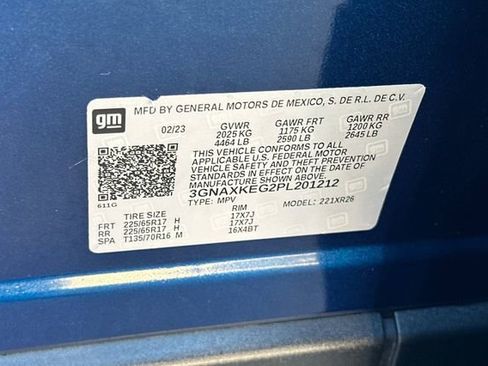 gm
MFD BY GENERAL MOTORS DE MEXICO, S. DE R.L. DE C.V.
02/23 GVWR GAWR FRT GAWR RR
2025 KG 1175 KG 1200 KG
4464 LB 2590 LB 2645 LB
THIS VEHICLE CONFORMS TO ALL
APPLICABLE U.S. FEDERAL MOTOR
VEHICLE SAFETY AND THEFT
PREVENTION STANDARDS IN
EFFECT ON THE DATE OF
MANUFACTURE SHOWN ABOVE.
3GNAXKEG2PL201212
611G TYPE: MPV MODEL: 221XR26
TIRE SIZE RIM
FRT 225/65R17 H 17X7J
RR 225/65R17 H 17X7J
SPA T135/70R16 M 16X4BT